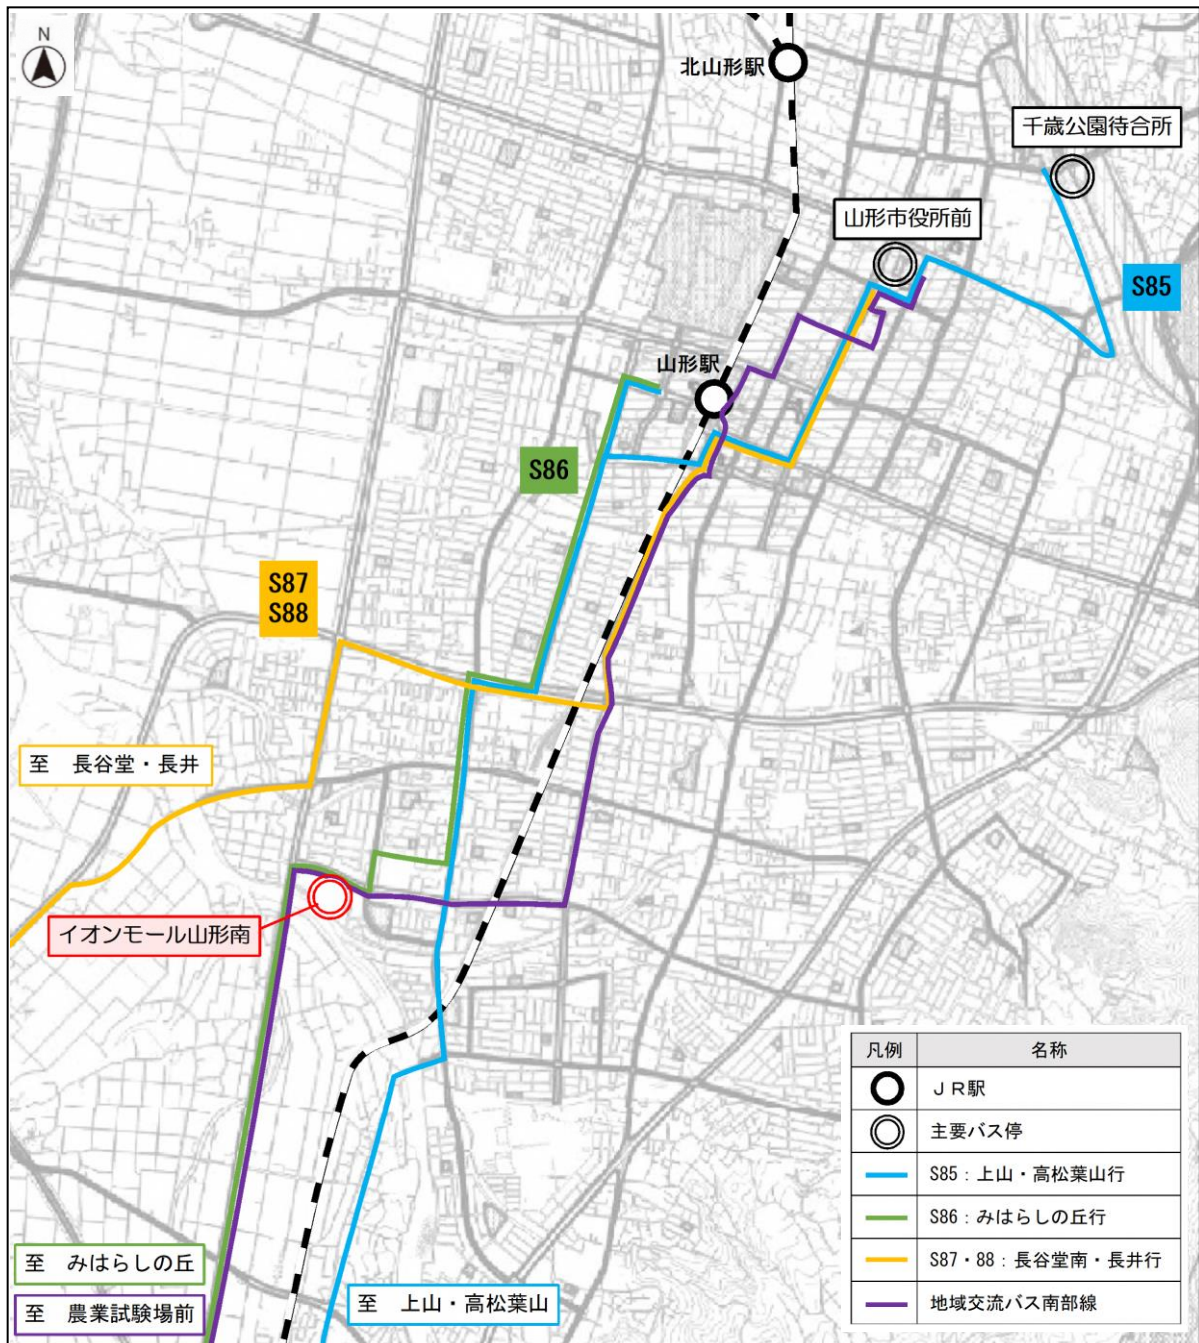 N
北山形駅
千歳公園待合所
山形市役所前
S85
山形駅
S86
S87
S88
至 長谷堂・長井
イオンモール山形南
凡例 名称
JR駅
主要バス停
S85：上山・高松葉山行
S86：みはらしの丘行
S87・88：長谷堂南・長井行
地域交流バス南部線
至 みはらしの丘
至 農業試験場前
至 上山・高松葉山